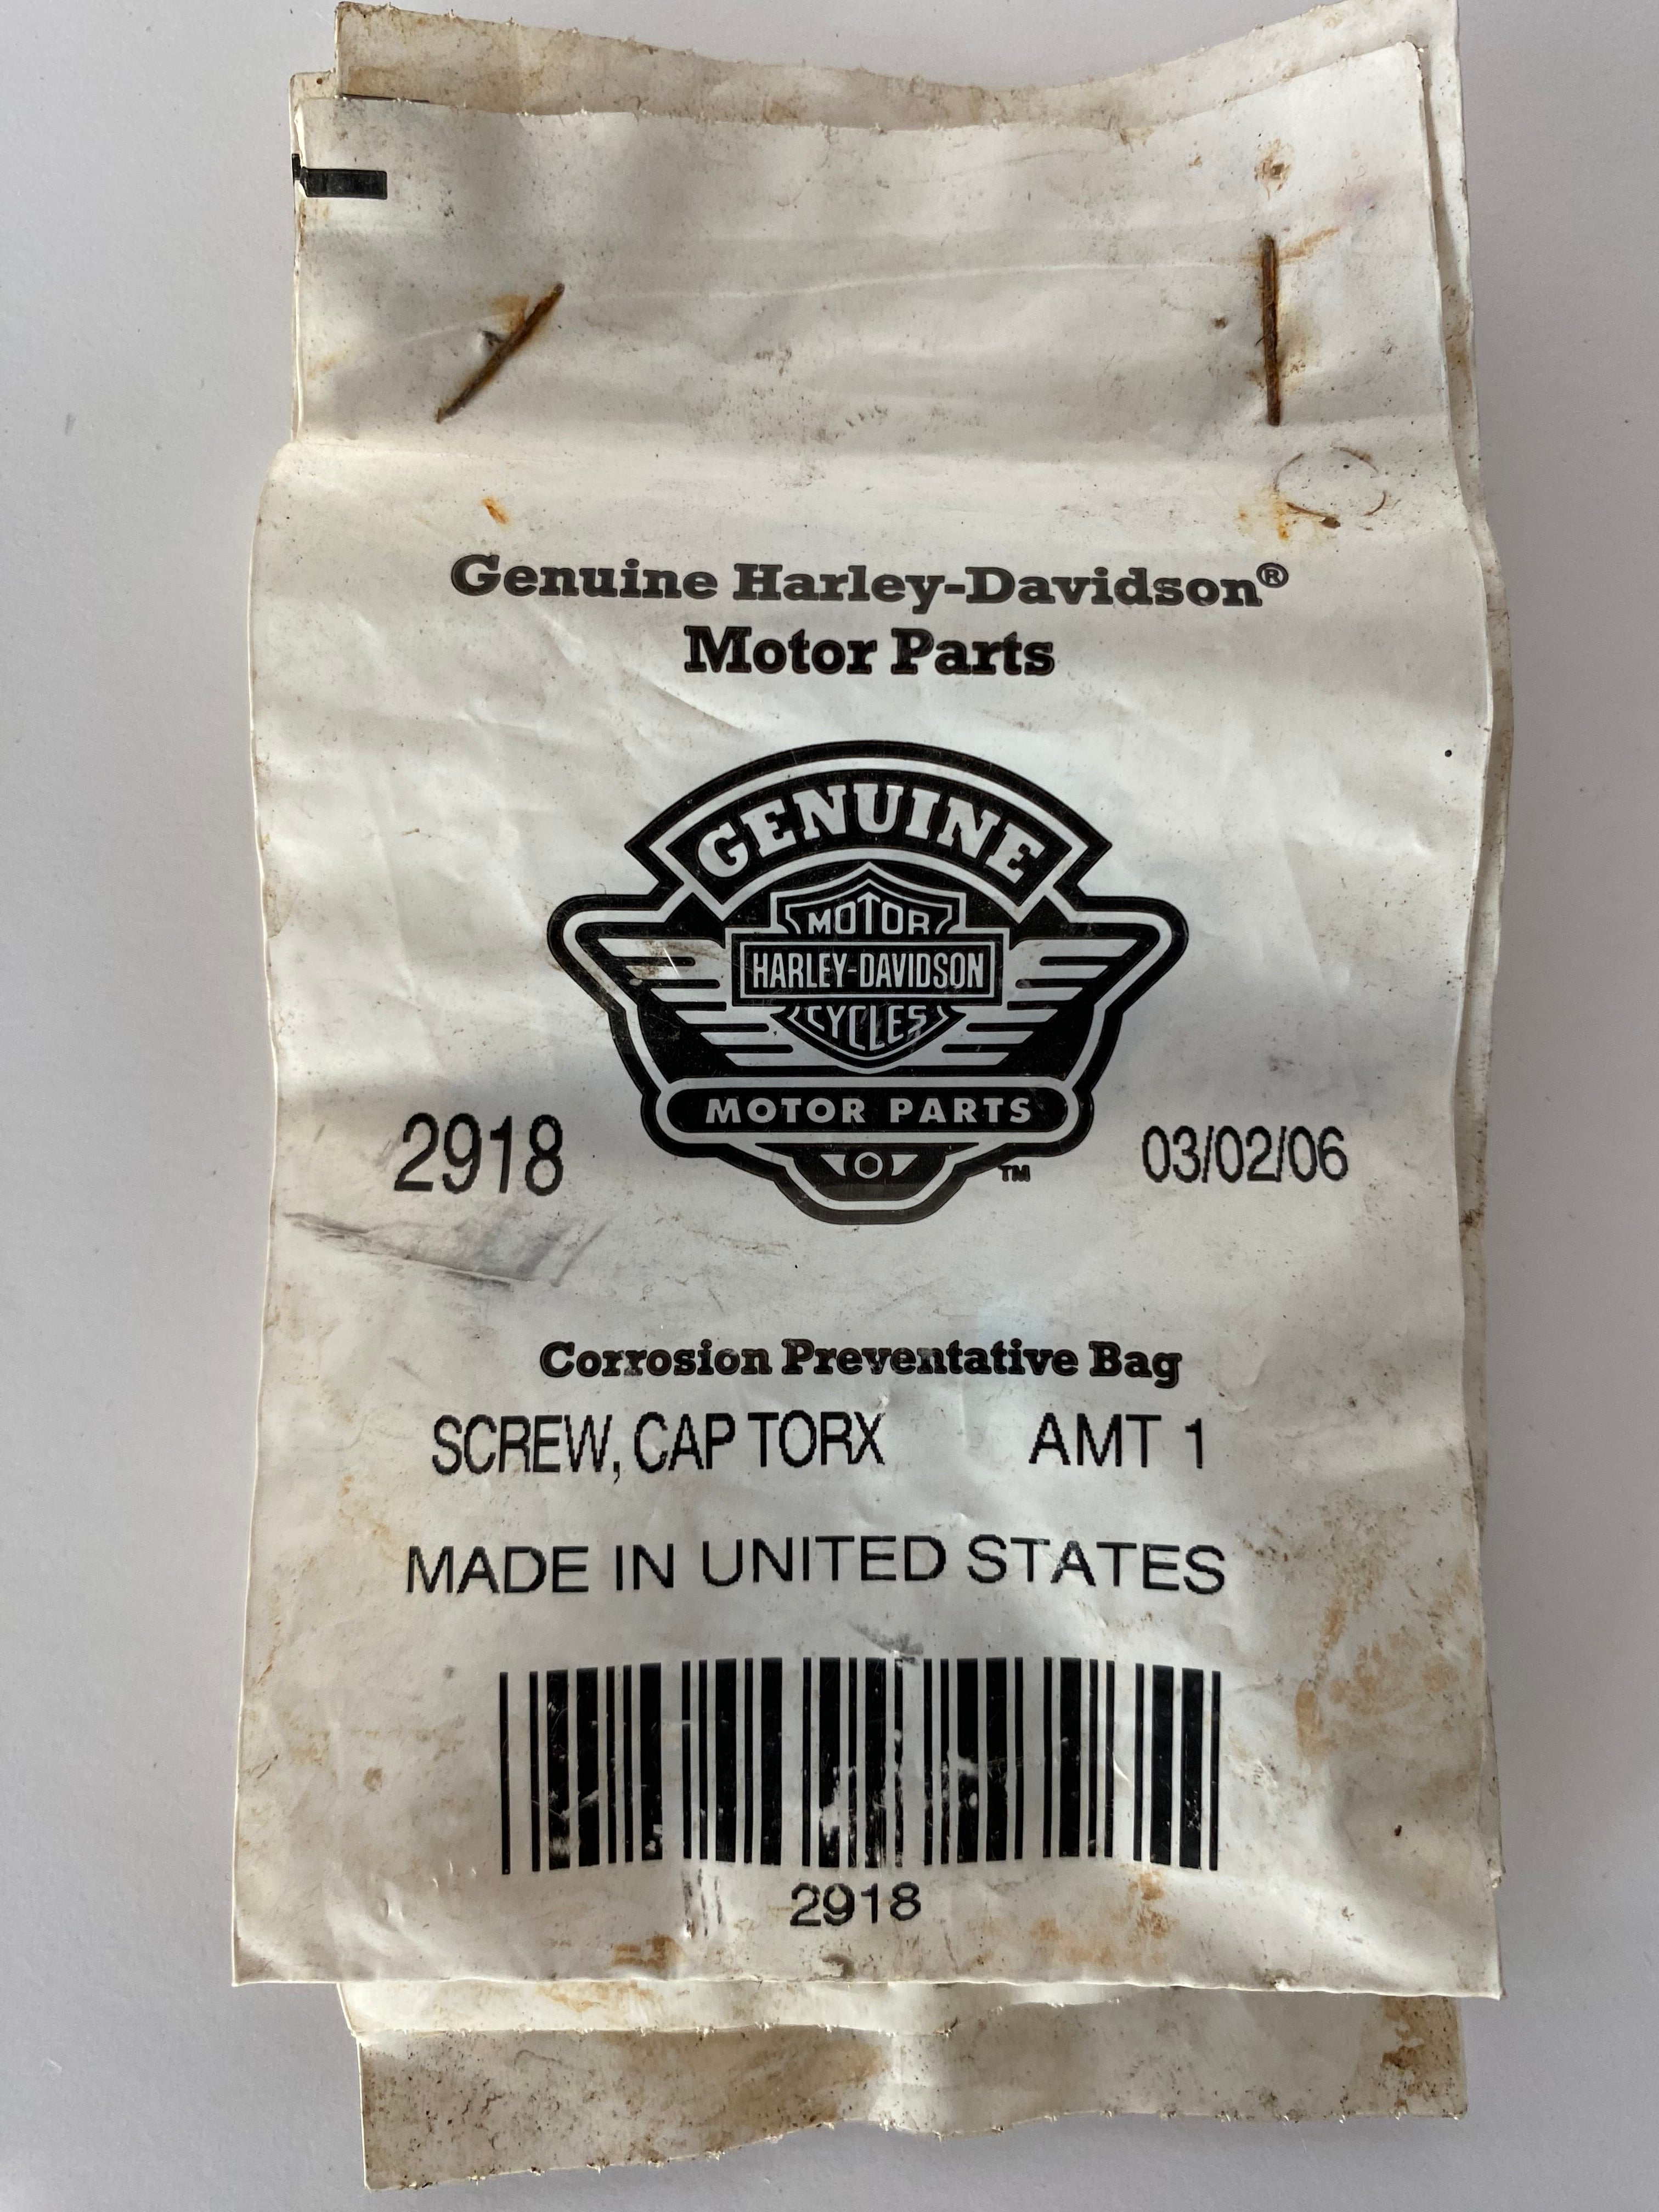 Genuine Harley-Davidson®
Motor Parts
GENUINE
MOTOR
HARLEY-DAVIDSON
CYCLES
MOTOR PARTS
TM
2918 03/02/06
Corrosion Preventative Bag
SCREW, CAP TORX AMT 1
MADE IN UNITED STATES
2918